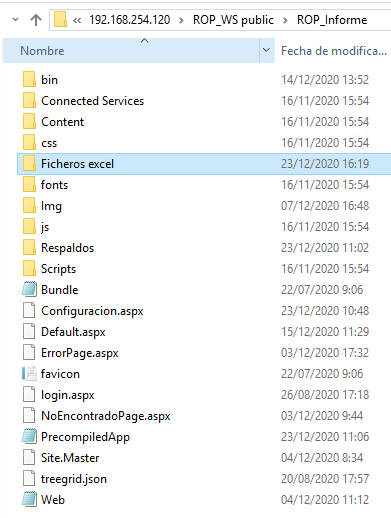 « 192.168.254.120 > ROP_WS public > ROP_Informe
Nombre Fecha de modifica...
bin 14/12/2020 13:52
Connected Services 16/11/2020 15:54
Content 16/11/2020 15:54
css 16/11/2020 15:54
Ficheros excel 23/12/2020 16:19
fonts 16/11/2020 15:54
Img 07/12/2020 16:48
js 16/11/2020 15:54
Respaldos 23/12/2020 11:02
Scripts 16/11/2020 15:54
Bundle 22/07/2020 9:06
Configuracion.aspx 23/12/2020 10:48
Default.aspx 15/12/2020 11:29
ErrorPage.aspx 03/12/2020 17:32
favicon 22/07/2020 9:06
login.aspx 26/08/2020 17:18
NoEncontradoPage.aspx 03/12/2020 9:44
PrecompiledApp 23/12/2020 11:06
Site.Master 04/12/2020 8:34
treegrid.json 20/08/2020 17:57
Web 04/12/2020 11:12